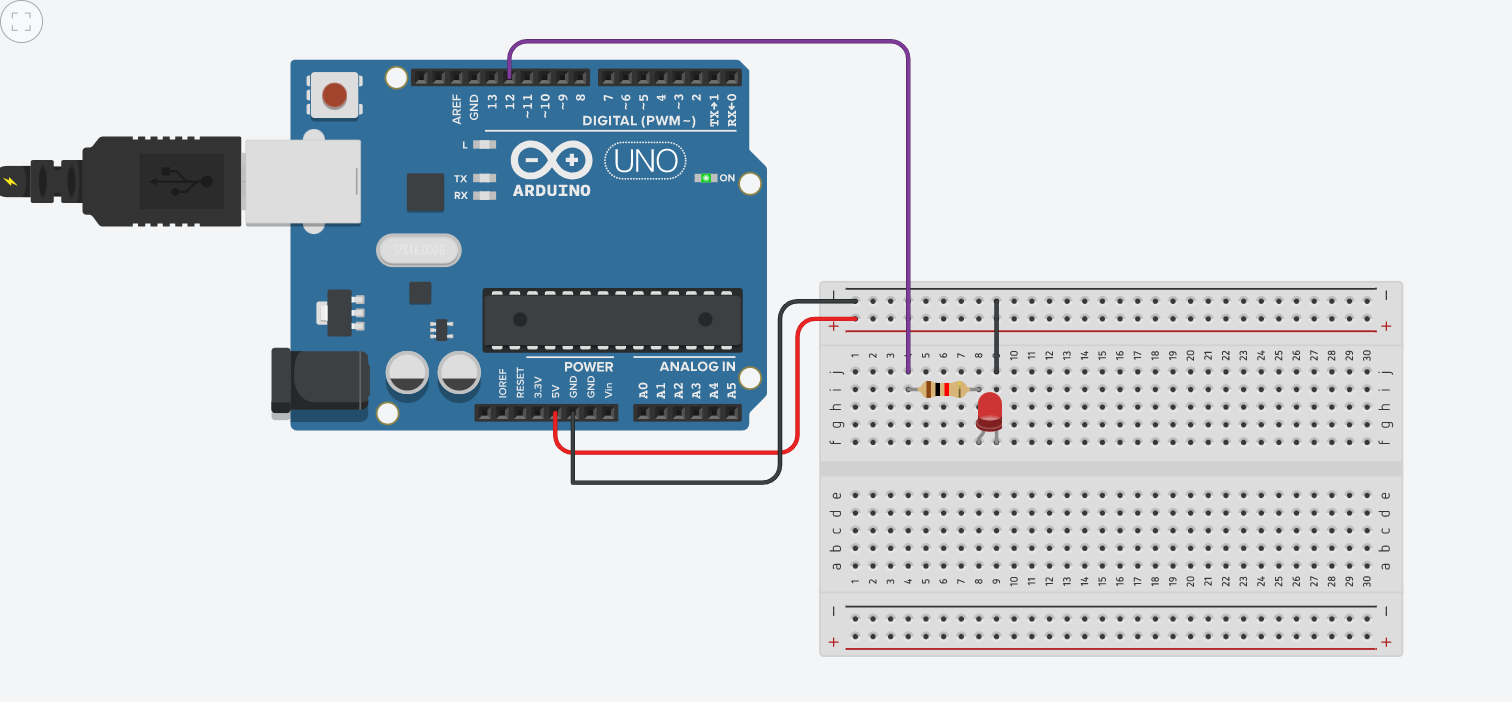 AREF GND 13 12 ~11 ~10 ~9 8 7 ~6 ~5 4 ~3 2 TX→1 RX←0
DIGITAL (PWM~)
L
TX
RX
ARDUINO
UNO
ON
SPK16.000G
POWER
ANALOG IN
IOREF RESET 3.3V 5V GND GND Vin A0 A1 A2 A3 A4 A5
− −
+ +
1 2 3 4 5 6 7 8 9 10 11 12 13 14 15 16 17 18 19 20 21 22 23 24 25 26 27 28 29 30
j j
i i
h h
g g
f f
e e
d d
c c
b b
a a
1 2 3 4 5 6 7 8 9 10 11 12 13 14 15 16 17 18 19 20 21 22 23 24 25 26 27 28 29 30
− −
+ +